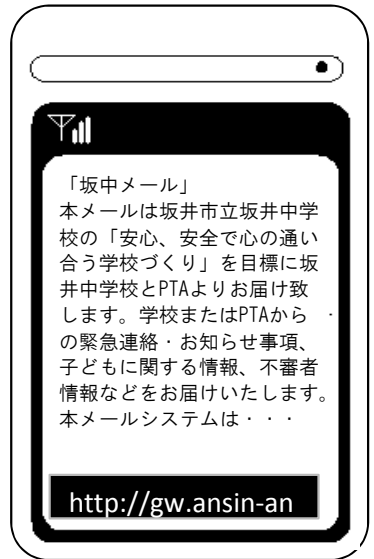 「坂中メール」
本メールは坂井市立坂井中学
校の「安心、安全で心の通い
合う学校づくり」を目標に坂
井中学校とPTAよりお届け致
します。学校またはPTAから
の緊急連絡・お知らせ事項、
子どもに関する情報、不審者
情報などをお届けいたします。
本メールシステムは・・・
http://gw.ansin-an